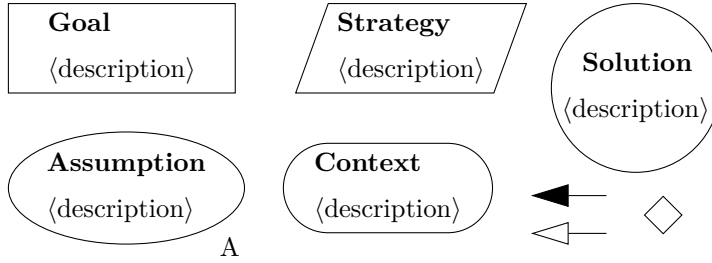 Goal
⟨description⟩
Strategy
⟨description⟩
Solution
⟨description⟩
Assumption
⟨description⟩
A
Context
⟨description⟩